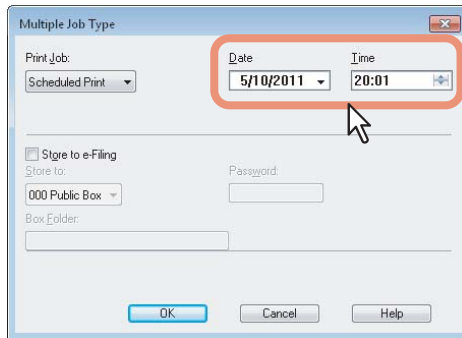 Multiple Job Type
Print Job:
Date
Time
Scheduled Print
5/10/2011
20:01
Store to e-Filing
Store to:
Password:
000 Public Box
Box Folder:
OK
Cancel
Help